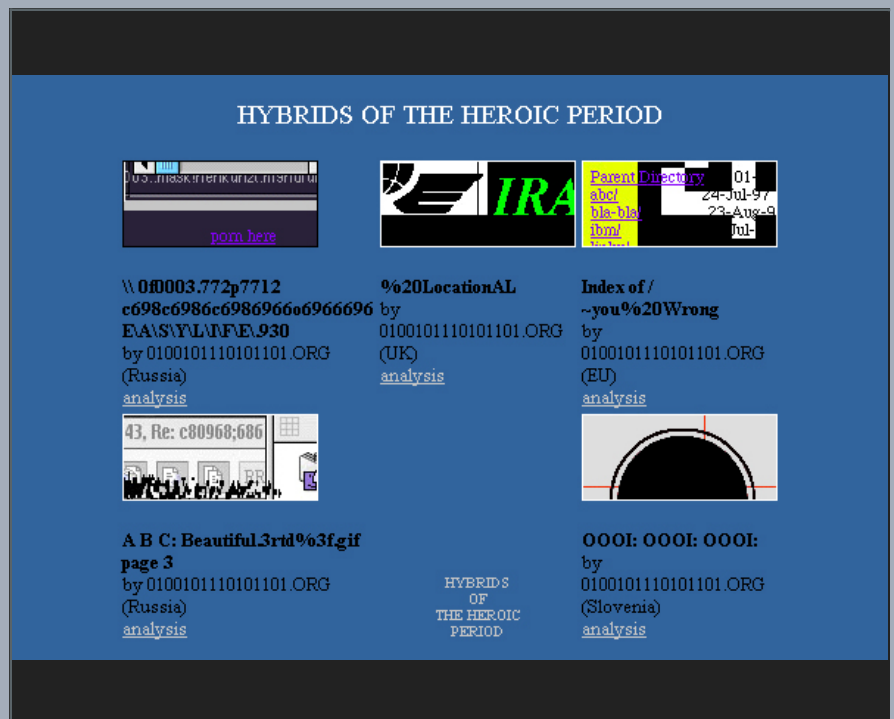 HYBRIDS OF THE HEROIC PERIOD
porn here
IRA
Parent Directory 01-
abc/ 24-Jul-97
bla-bla/ 23-Aug-9
ibm/ Jul-
\\ 0f0003.772p7712
c698c6986c6986966o6966696
E\A\S\Y\L\I\F\E\.930
by 0100101110101101.ORG
(Russia)
analysis
%20LocationAL
by
0100101110101101.ORG
(UK)
analysis
Index of /
~you%20Wrong
by
0100101110101101.ORG
(EU)
analysis
43, Re: c80968;686
A B C: Beautiful.3rtd%3f.gif
page 3
by 0100101110101101.ORG
(Russia)
analysis
HYBRIDS
OF
THE HEROIC
PERIOD
OOOI: OOOI: OOOI:
by
0100101110101101.ORG
(Slovenia)
analysis